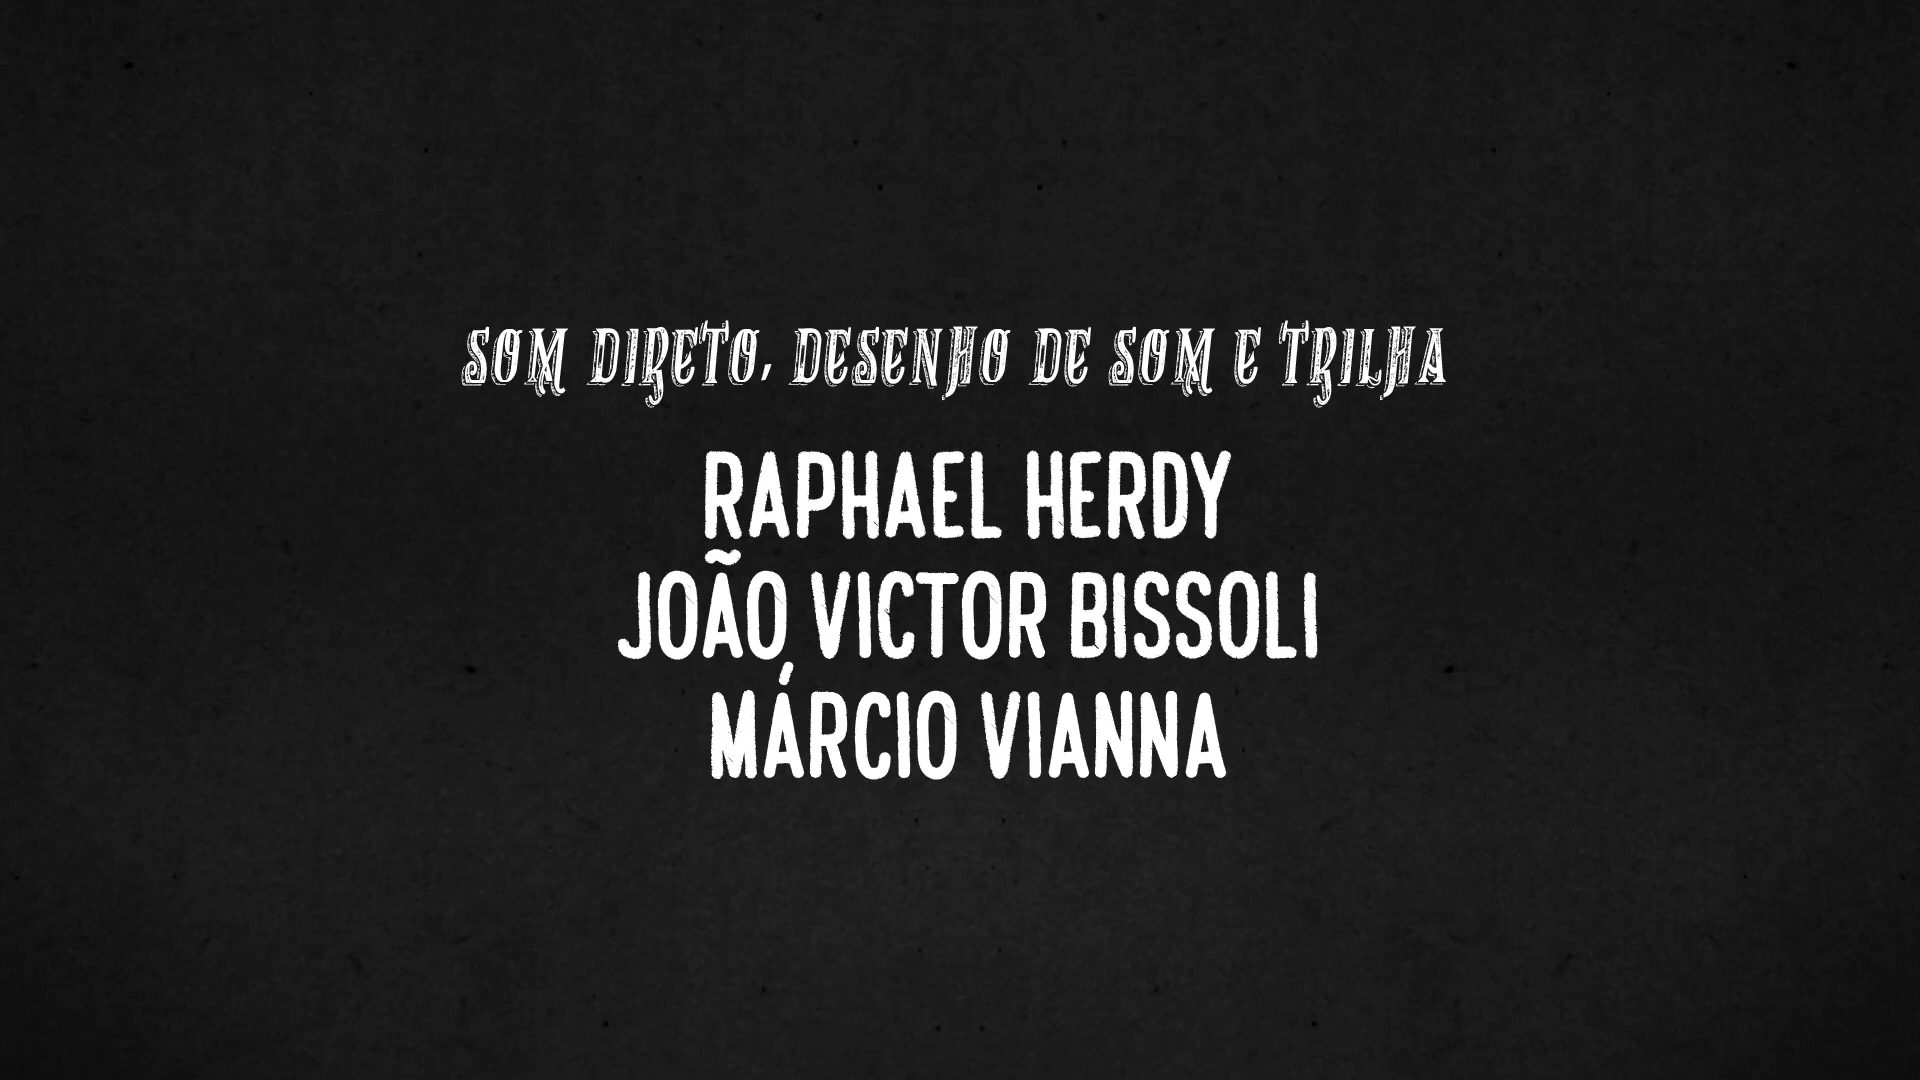 SOM DIRETO, DESENHO DE SOM E TRILHA
RAPHAEL HERDY
JOÃO VICTOR BISSOLI
MÁRCIO VIANNA